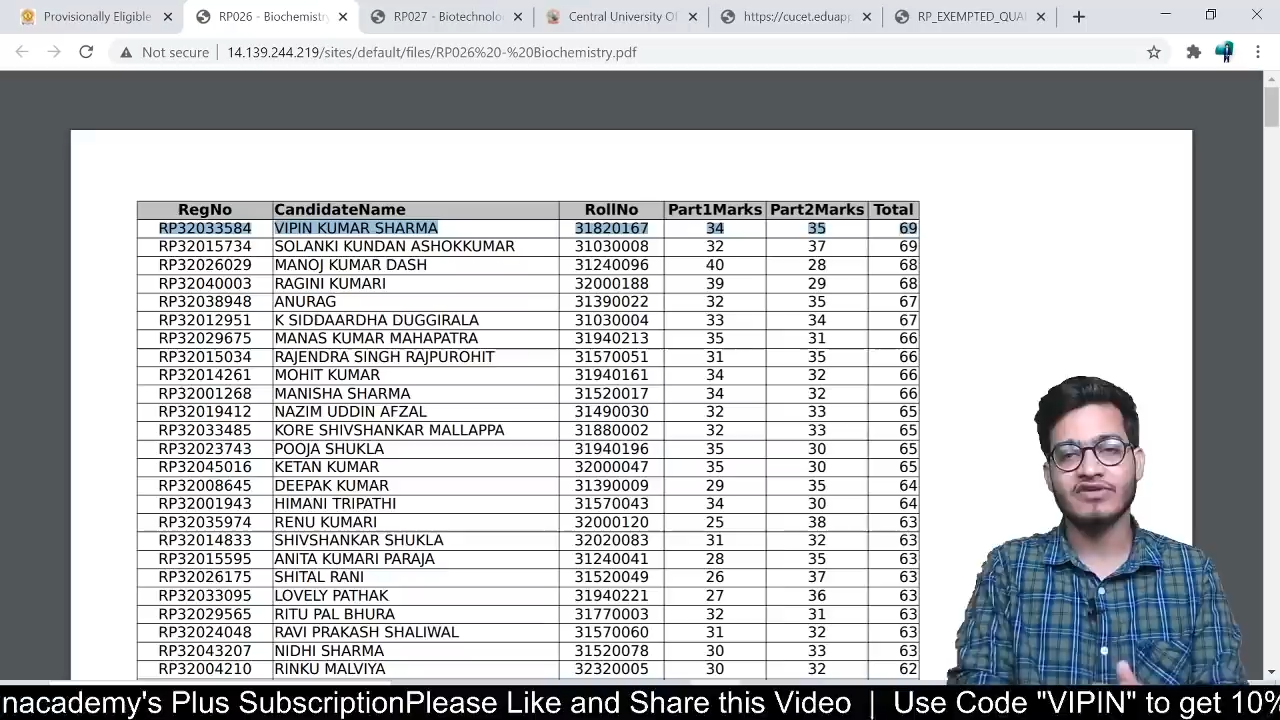 Provisionally Eligible
RP026 - Biochemistry
RP027 - Biotechnolo
Central University Of
https://cucet.eduapp
RP_EXEMPTED_QUAL
Not secure | 14.139.244.219/sites/default/files/RP026%20-%20Biochemistry.pdf
RegNo CandidateName RollNo Part1Marks Part2Marks Total
RP32033584 VIPIN KUMAR SHARMA 31820167 34 35 69
RP32015734 SOLANKI KUNDAN ASHOKKUMAR 31030008 32 37 69
RP32026029 MANOJ KUMAR DASH 31240096 40 28 68
RP32040003 RAGINI KUMARI 32000188 39 29 68
RP32038948 ANURAG 31390022 32 35 67
RP32012951 K SIDDAARDHA DUGGIRALA 31030004 33 34 67
RP32029675 MANAS KUMAR MAHAPATRA 31940213 35 31 66
RP32015034 RAJENDRA SINGH RAJPUROHIT 31570051 31 35 66
RP32014261 MOHIT KUMAR 31940161 34 32 66
RP32001268 MANISHA SHARMA 31520017 34 32 66
RP32019412 NAZIM UDDIN AFZAL 31490030 32 33 65
RP32033485 KORE SHIVSHANKAR MALLAPPA 31880002 32 33 65
RP32023743 POOJA SHUKLA 31940196 35 30 65
RP32045016 KETAN KUMAR 32000047 35 30 65
RP32008645 DEEPAK KUMAR 31390009 29 35 64
RP32001943 HIMANI TRIPATHI 31570043 34 30 64
RP32035974 RENU KUMARI 32000120 25 38 63
RP32014833 SHIVSHANKAR SHUKLA 32020083 31 32 63
RP32015595 ANITA KUMARI PARAJA 31240041 28 35 63
RP32026175 SHITAL RANI 31520049 26 37 63
RP32033095 LOVELY PATHAK 31940221 27 36 63
RP32029565 RITU PAL BHURA 31770003 32 31 63
RP32024048 RAVI PRAKASH SHALIWAL 31570060 31 32 63
RP32043207 NIDHI SHARMA 31520078 30 33 63
RP32004210 RINKU MALVIYA 32320005 30 32 62
nacademy's Plus SubscriptionPlease Like and Share this Video | Use Code "VIPIN" to get 10%